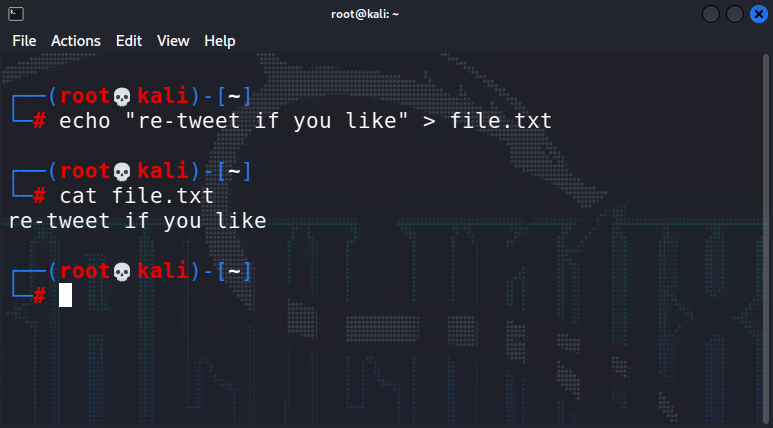 root@kali: ~
File Actions Edit View Help
┌──(root💀kali)-[~]
└─# echo "re-tweet if you like" > file.txt
┌──(root💀kali)-[~]
└─# cat file.txt
re-tweet if you like
┌──(root💀kali)-[~]
└─#